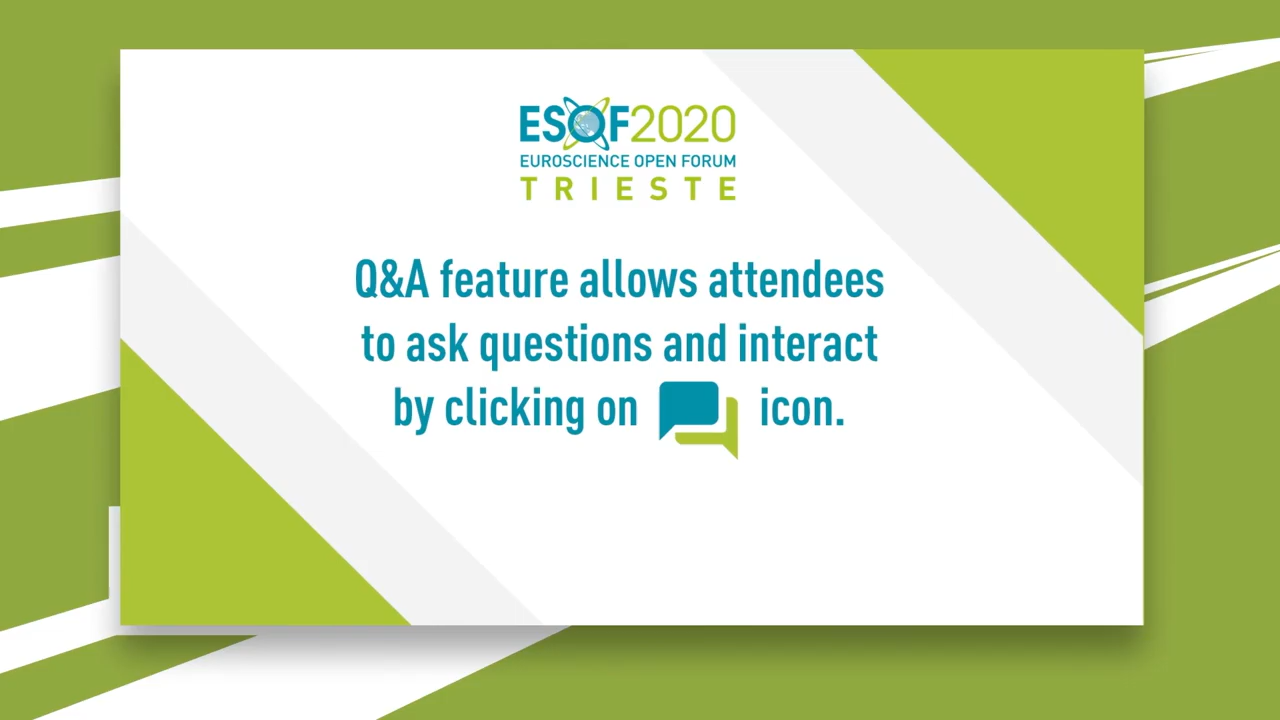 ESOF2020
EUROSCIENCE OPEN FORUM
TRIESTE
Q&A feature allows attendees
to ask questions and interact
by clicking on icon.